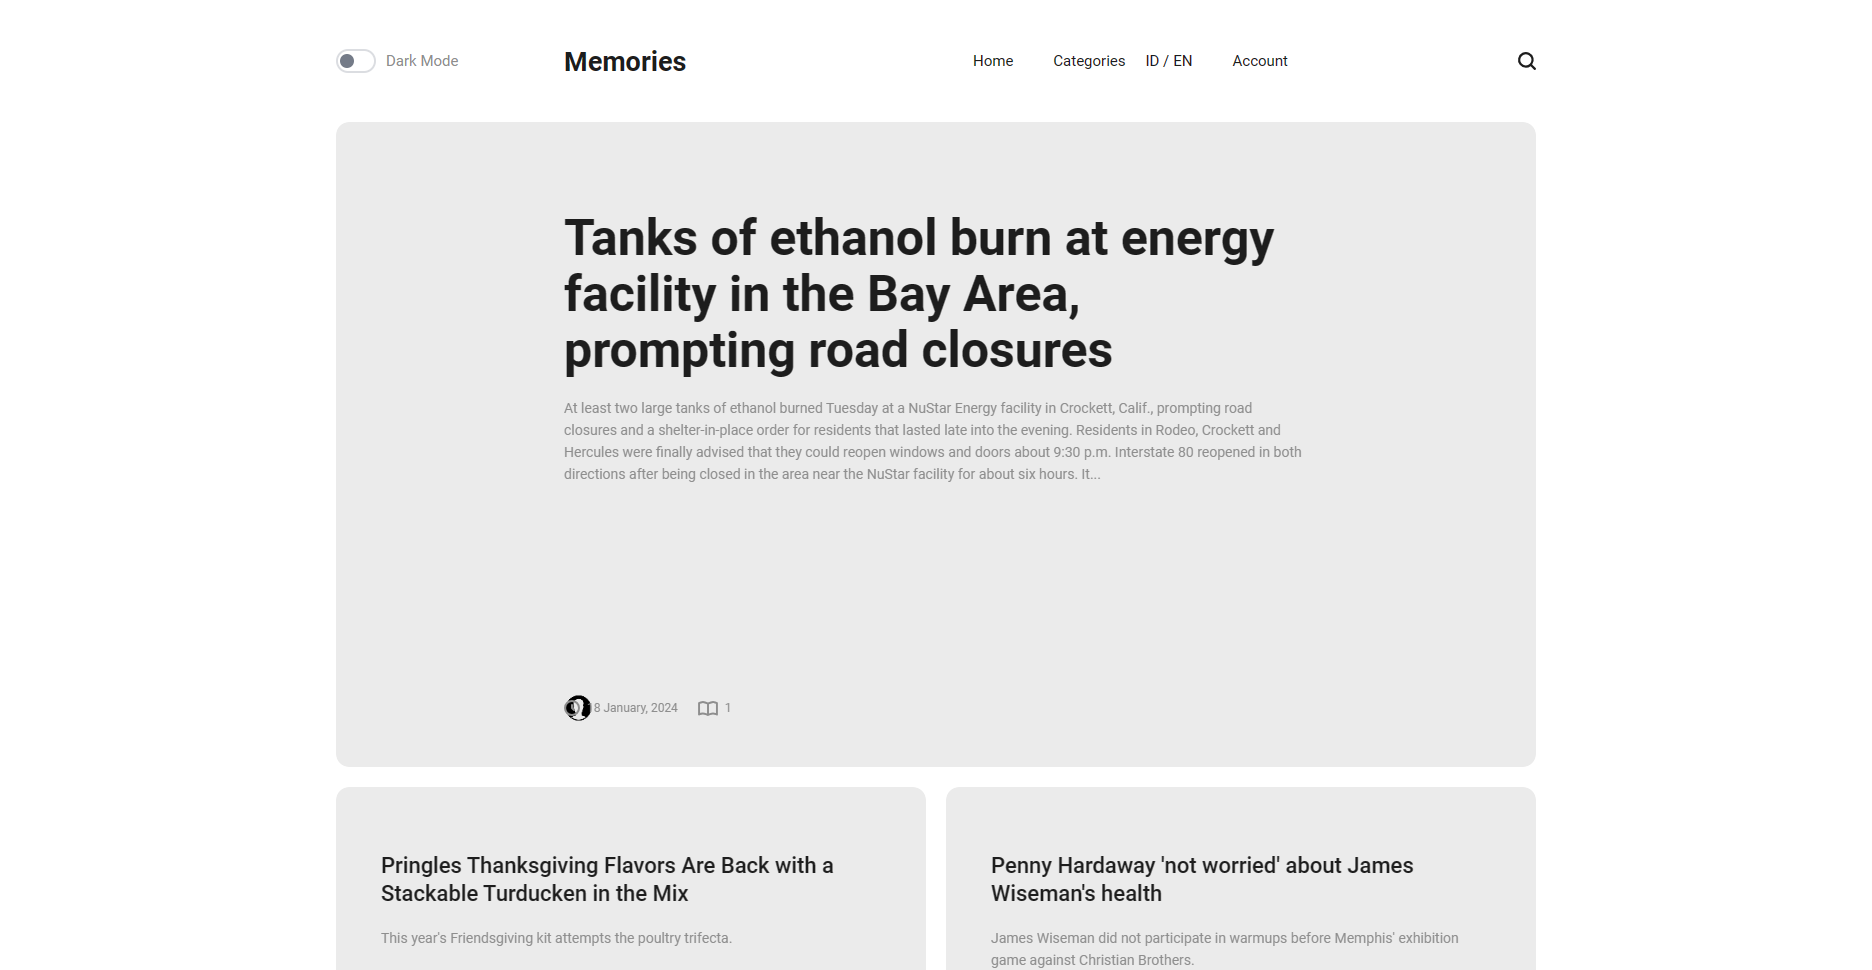 Dark Mode
Memories
Home
Categories
ID / EN
Account
Tanks of ethanol burn at energy
facility in the Bay Area,
prompting road closures
At least two large tanks of ethanol burned Tuesday at a NuStar Energy facility in Crockett, Calif., prompting road
closures and a shelter-in-place order for residents that lasted late into the evening. Residents in Rodeo, Crockett and
Hercules were finally advised that they could reopen windows and doors about 9:30 p.m. Interstate 80 reopened in both
directions after being closed in the area near the NuStar facility for about six hours. It...
January, 2024
1
Pringles Thanksgiving Flavors Are Back with a
Stackable Turducken in the Mix
This year's Friendsgiving kit attempts the poultry trifecta.
Penny Hardaway 'not worried' about James
Wiseman's health
James Wiseman did not participate in warmups before Memphis' exhibition
game against Christian Brothers.